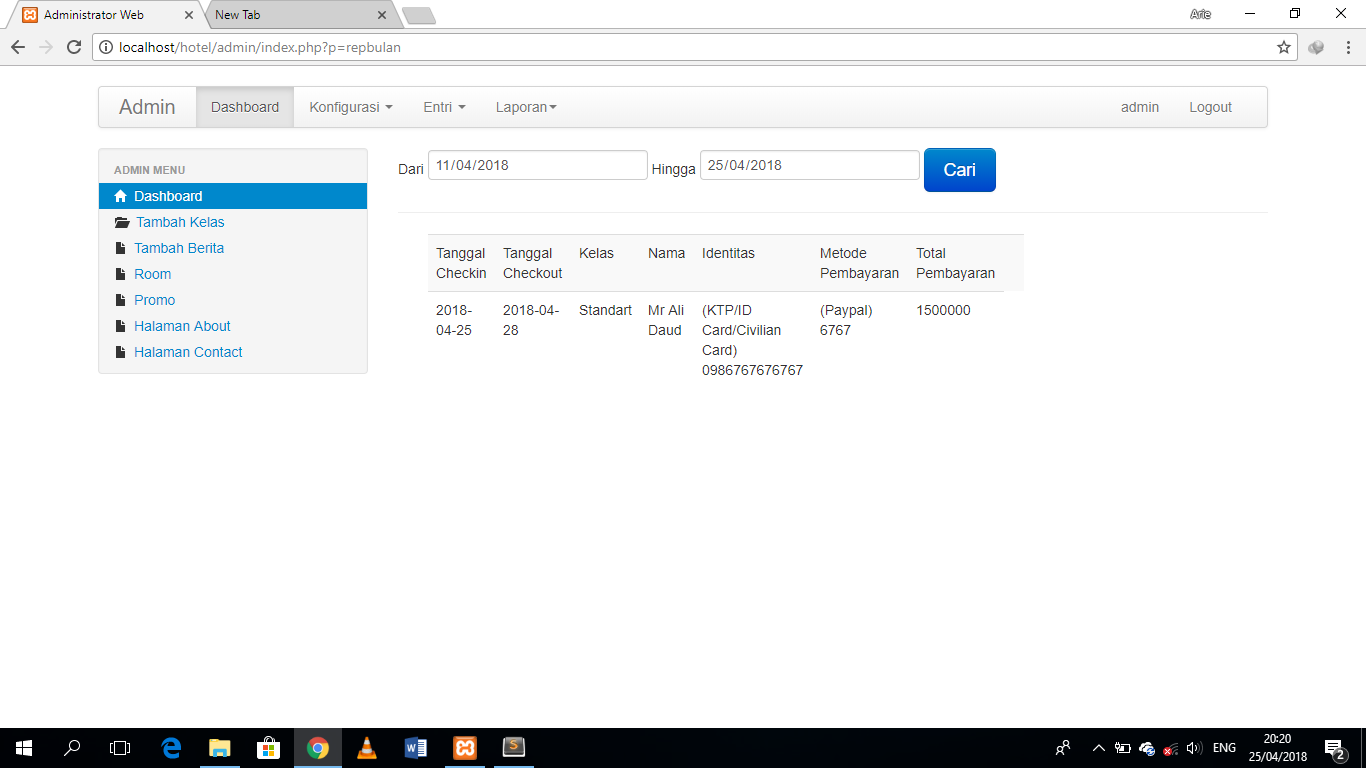 Administrator Web
New Tab
Arie
localhost/hotel/admin/index.php?p=repbulan
Admin Dashboard Konfigurasi Entri Laporan admin Logout
ADMIN MENU
Dashboard
Tambah Kelas
Tambah Berita
Room
Promo
Halaman About
Halaman Contact
Dari 11/04/2018 Hingga 25/04/2018 Cari
Tanggal Checkin
Tanggal Checkout
Kelas
Nama
Identitas
Metode Pembayaran
Total Pembayaran
2018-
04-25
2018-04-
28
Standart
Mr Ali
Daud
(KTP/ID
Card/Civilian
Card)
0986767676767
(Paypal)
6767
1500000
ENG
20:20
25/04/2018
2